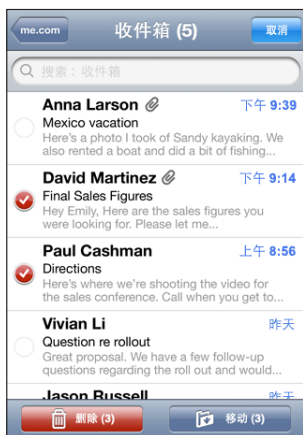 me.com 收件箱 (5) 取消
搜索：收件箱
Anna Larson 下午 9:39
Mexico vacation
Here's a photo I took of Sandy kayaking. We
also rented a boat and did a bit of fishing...
David Martinez 下午 9:14
Final Sales Figures
Hey Emily, Here are the sales figures you
were looking for. Please let me...
Paul Cashman 上午 8:56
Directions
Here's where we're shooting the video for
the sales conference. Call when you get to...
Vivian Li 昨天
Question re rollout
Great proposal. We have a few follow-up
questions regarding the roll out and would...
Jason Russell 昨天
删除 (3) 移动 (3)